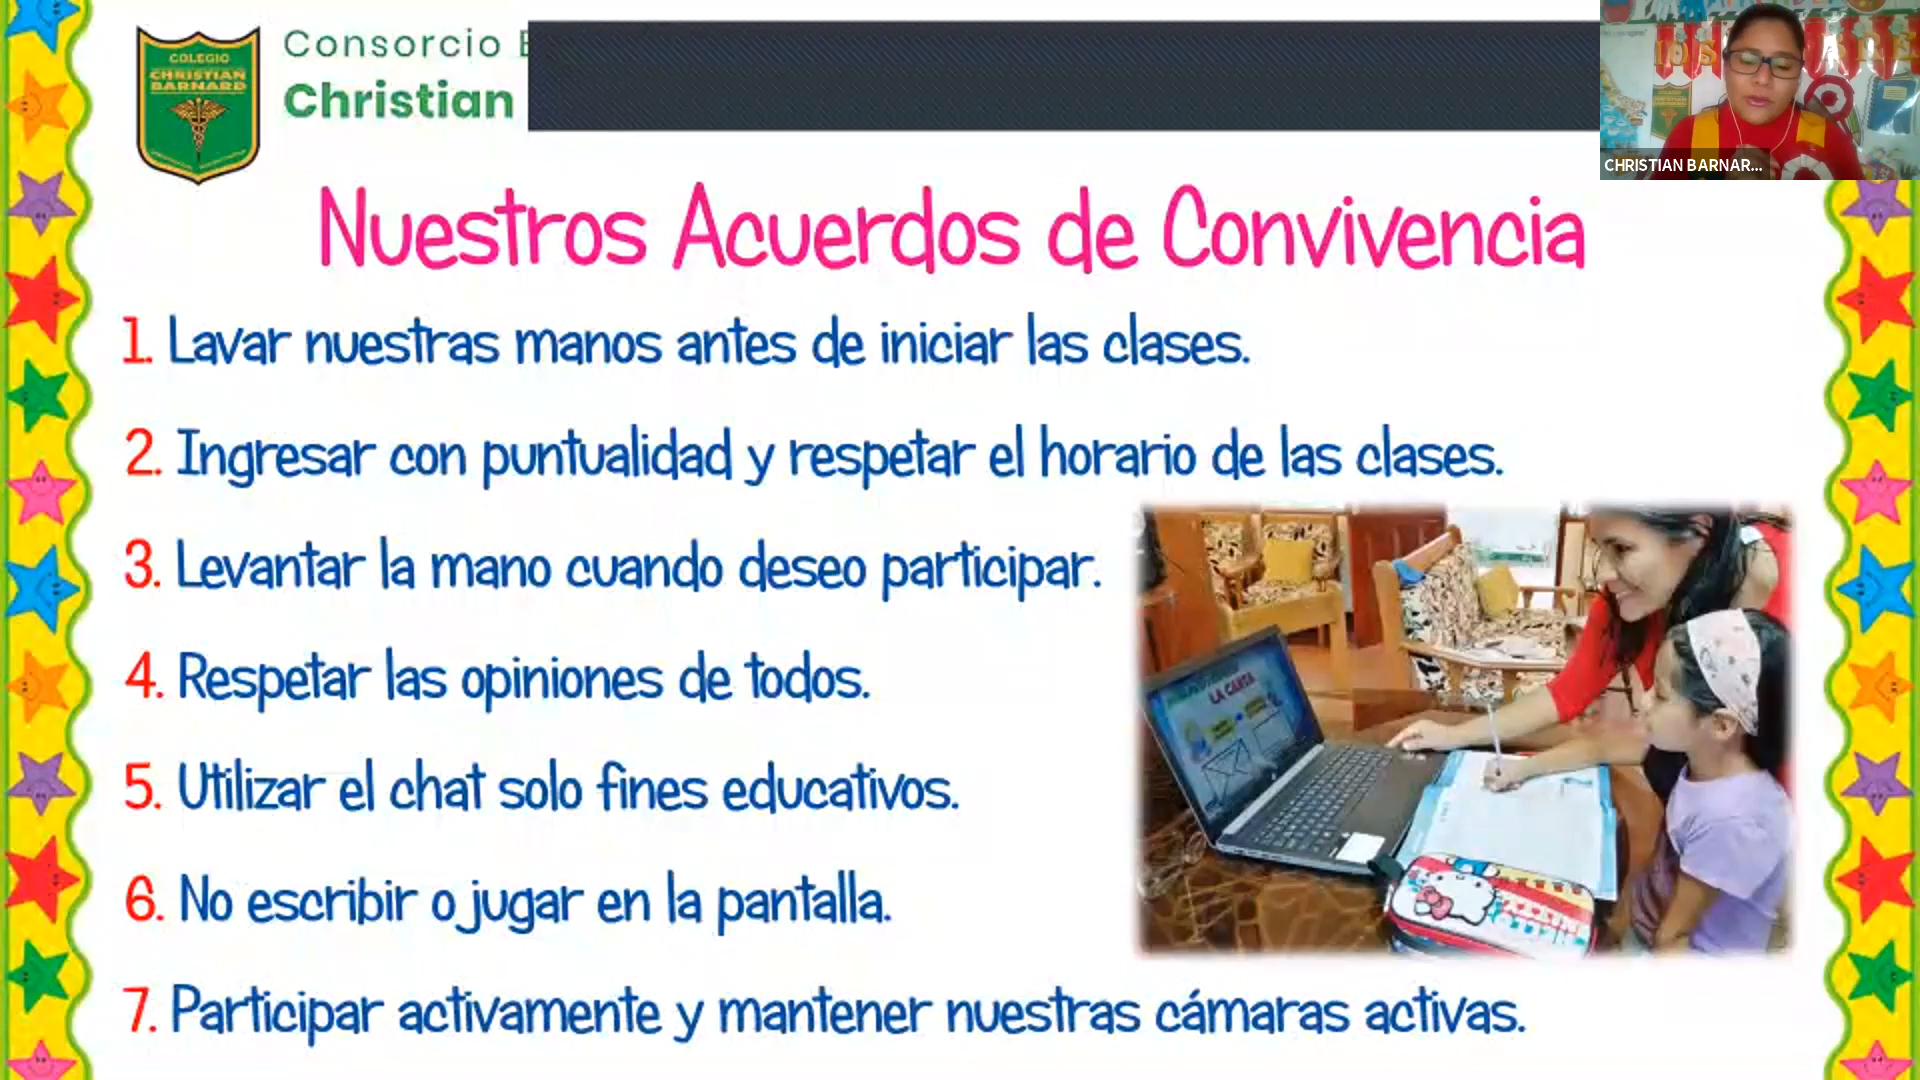 COLEGIO
CHRISTIAN
BARNARD
Consorcio
Christian
CHRISTIAN BARNAR...
Nuestros Acuerdos de Convivencia
1. Lavar nuestras manos antes de iniciar las clases.
2. Ingresar con puntualidad y respetar el horario de las clases.
3. Levantar la mano cuando deseo participar.
4. Respetar las opiniones de todos.
5. Utilizar el chat solo fines educativos.
6. No escribir o jugar en la pantalla.
7. Participar activamente y mantener nuestras cámaras activas.
LA CARTA